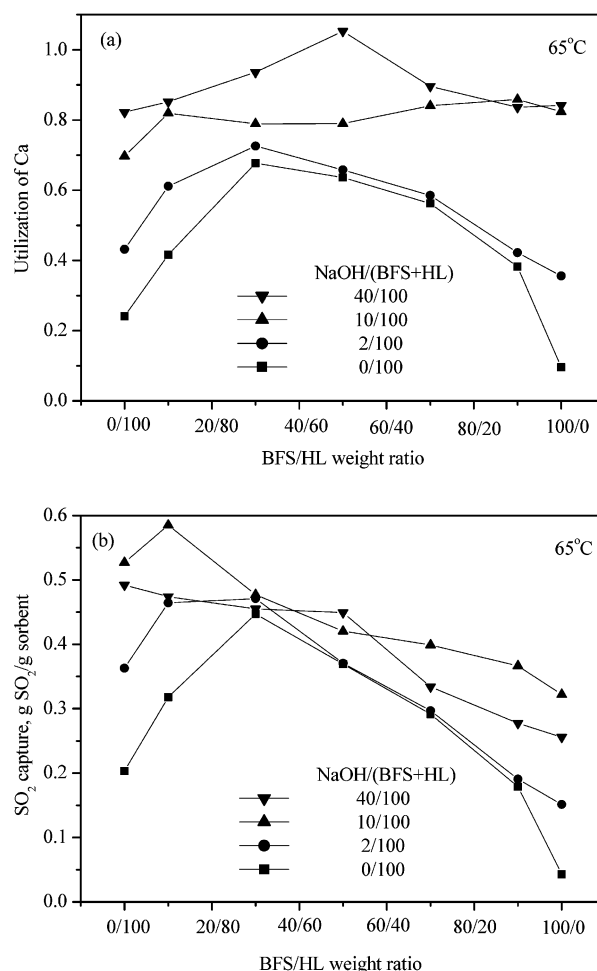 (a)
65°C
1.0
0.8
0.6
0.4
0.2
0.0
Utilization of Ca
NaOH/(BFS+HL)
40/100
10/100
2/100
0/100
0/100 20/80 40/60 60/40 80/20 100/0
BFS/HL weight ratio
(b)
65°C
0.6
0.5
0.4
0.3
0.2
0.1
0.0
SO₂ capture, g SO₂/g sorbent
NaOH/(BFS+HL)
40/100
10/100
2/100
0/100
0/100 20/80 40/60 60/40 80/20 100/0
BFS/HL weight ratio